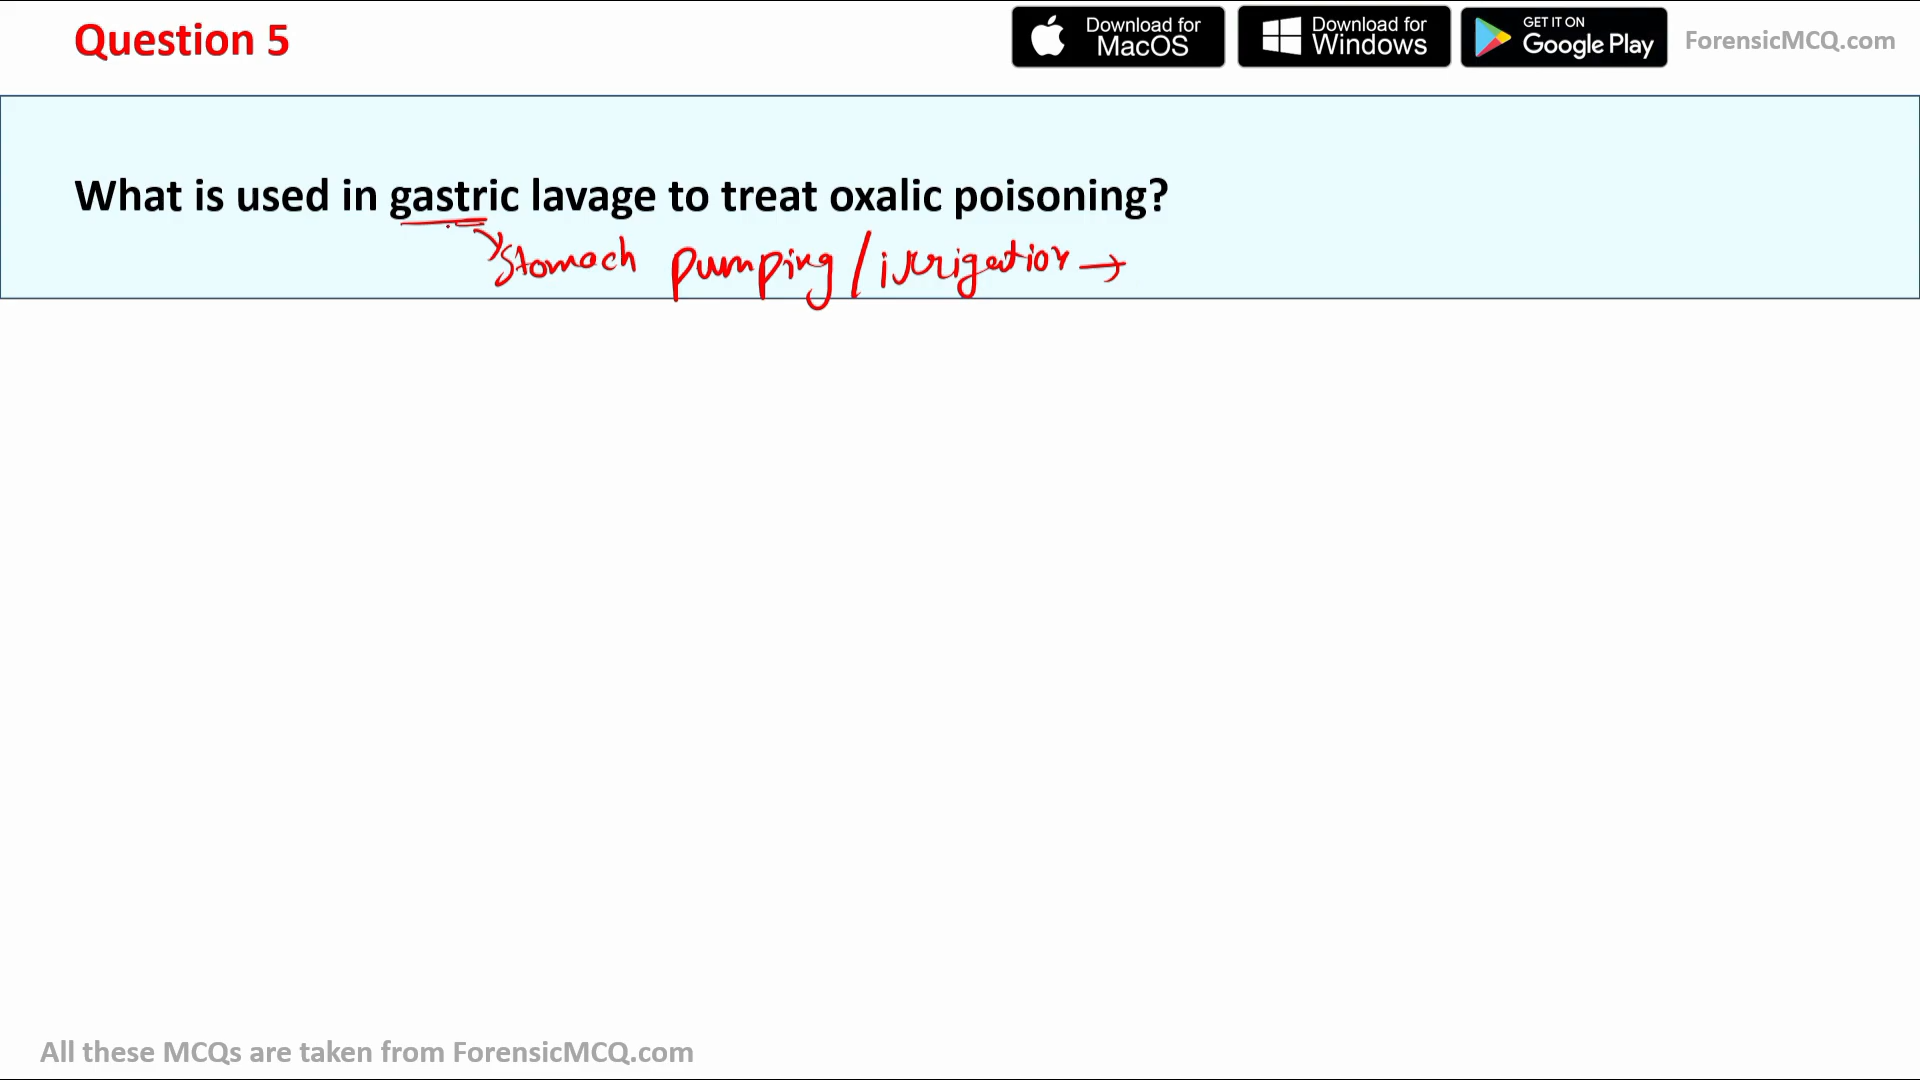 Question 5
Download for MacOS
Download for Windows
GET IT ON Google Play
ForensicMCQ.com
What is used in gastric lavage to treat oxalic poisoning?
Stomach pumping / irrigation →
All these MCQs are taken from ForensicMCQ.com